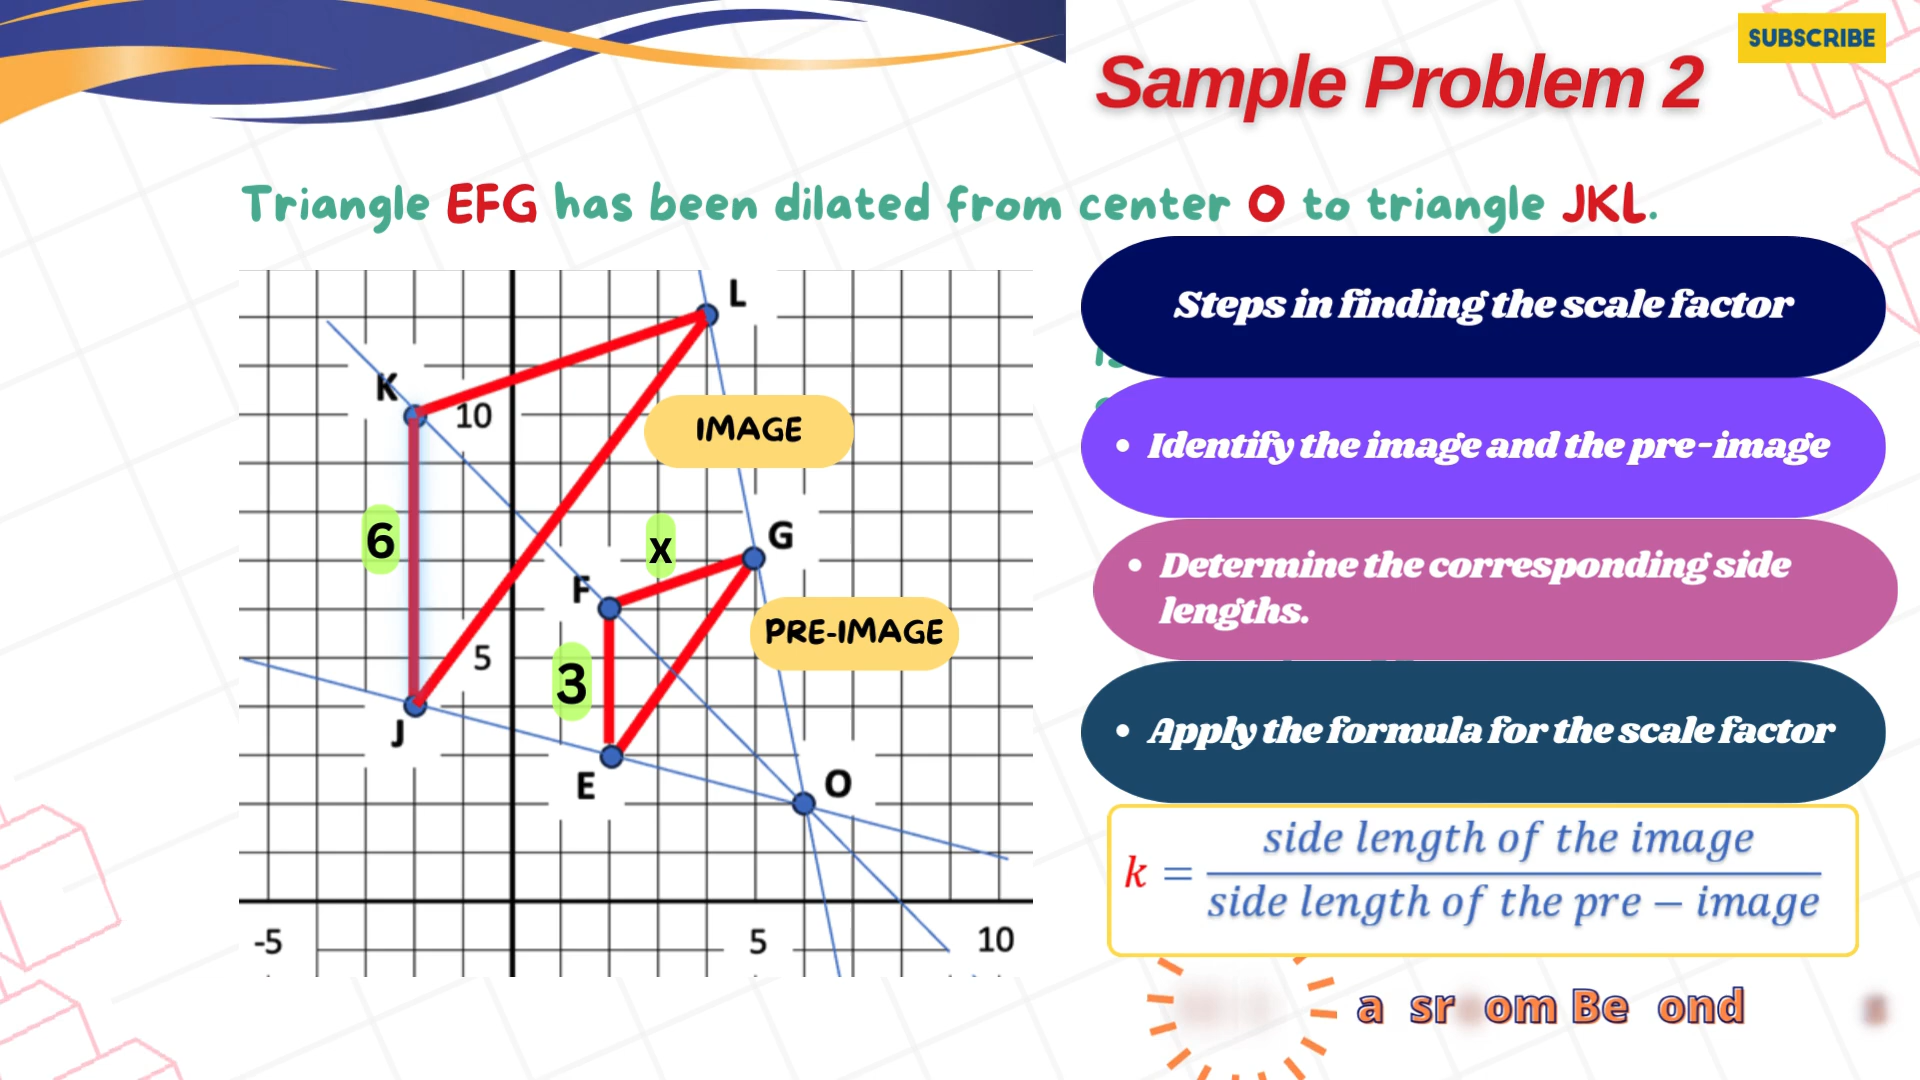 SUBSCRIBE
Sample Problem 2
Triangle EFG has been dilated from center O to triangle JKL.
Steps in finding the scale factor
• Identify the image and the pre-image
• Determine the corresponding side
lengths.
• Apply the formula for the scale factor
k = side length of the image
side length of the pre − image
L
K
10
IMAGE
6
x
G
F
PRE-IMAGE
5
3
J
E
O
-5
5
10